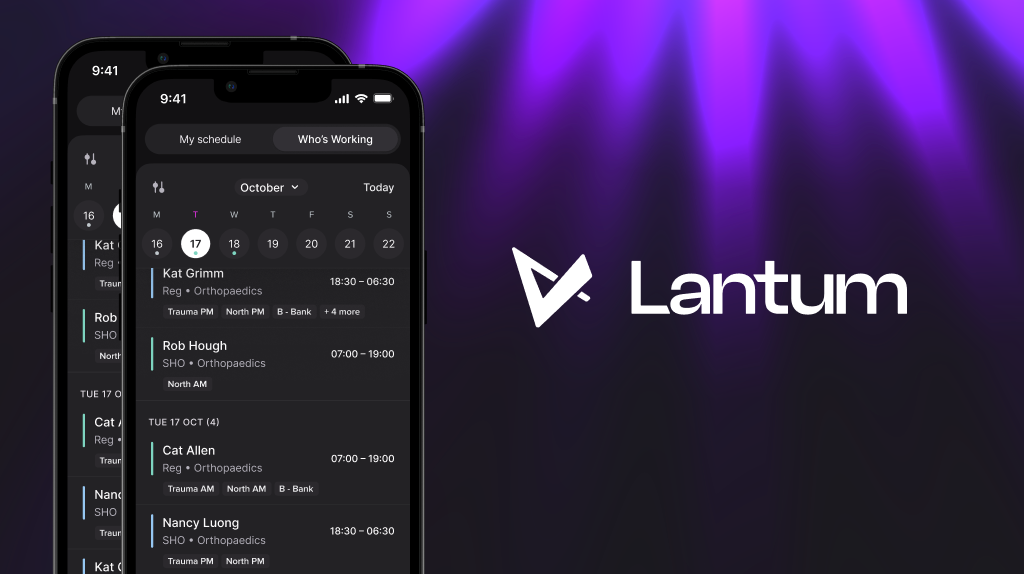 9:41
M
M
16
Kat
Reg •
Trauma
Rob
SHO
North
TUE 17 O
Cat
Reg •
Traum
Nanc
SHO
Traum
Kat
9:41
My schedule
Who's Working
October
Today
M T W T F S S
16 17 18 19 20 21 22
Kat Grimm
18:30 – 06:30
Reg • Orthopaedics
Trauma PM North PM B - Bank + 4 more
Rob Hough
07:00 – 19:00
SHO • Orthopaedics
North AM
TUE 17 OCT (4)
Cat Allen
07:00 – 19:00
Reg • Orthopaedics
Trauma AM North AM B - Bank
Nancy Luong
18:30 – 06:30
SHO • Orthopaedics
Trauma PM North PM
Lantum